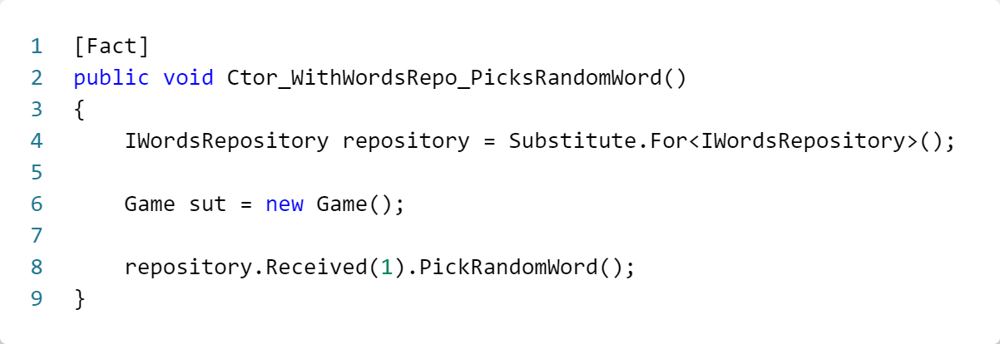 1 [Fact]
2 public void Ctor_WithWordsRepo_PicksRandomWord()
3 {
4     IWordsRepository repository = Substitute.For<IWordsRepository>();
5
6     Game sut = new Game();
7
8     repository.Received(1).PickRandomWord();
9 }